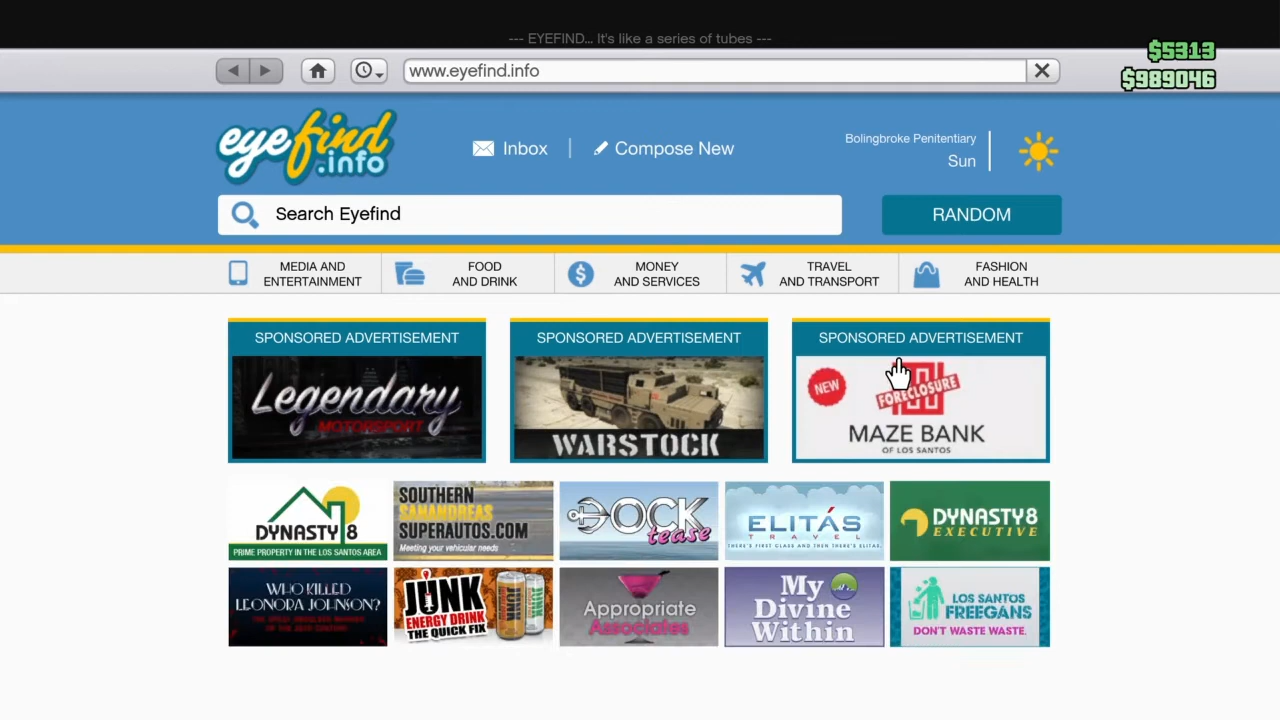 --- EYEFIND... It's like a series of tubes ---
$5313
$989046
www.eyefind.info
eyefind
.info
Inbox
Compose New
Bolingbroke Penitentiary
Sun
Search Eyefind
RANDOM
MEDIA AND
ENTERTAINMENT
FOOD
AND DRINK
MONEY
AND SERVICES
TRAVEL
AND TRANSPORT
FASHION
AND HEALTH
SPONSORED ADVERTISEMENT
Legendary
MOTORSPORT
SPONSORED ADVERTISEMENT
WARSTOCK
SPONSORED ADVERTISEMENT
NEW
FORECLOSURE
MAZE BANK
OF LOS SANTOS
DYNASTY 8
PRIME PROPERTY IN THE LOS SANTOS AREA
SOUTHERN
SANANDREAS
SUPERAUTOS.COM
Meeting your vehicular needs
DOCK
tease
ELITÁS
TRAVEL
THERE'S FIRST CLASS AND THEN THERE'S ELITAS.
DYNASTY 8
EXECUTIVE
WHO KILLED
LEONORA JOHNSON?
JUNK
ENERGY DRINK
THE QUICK FIX
JUNK
Appropriate
Associates
My
Divine
Within
LOS SANTOS
FREEGANS
DON'T WASTE WASTE.